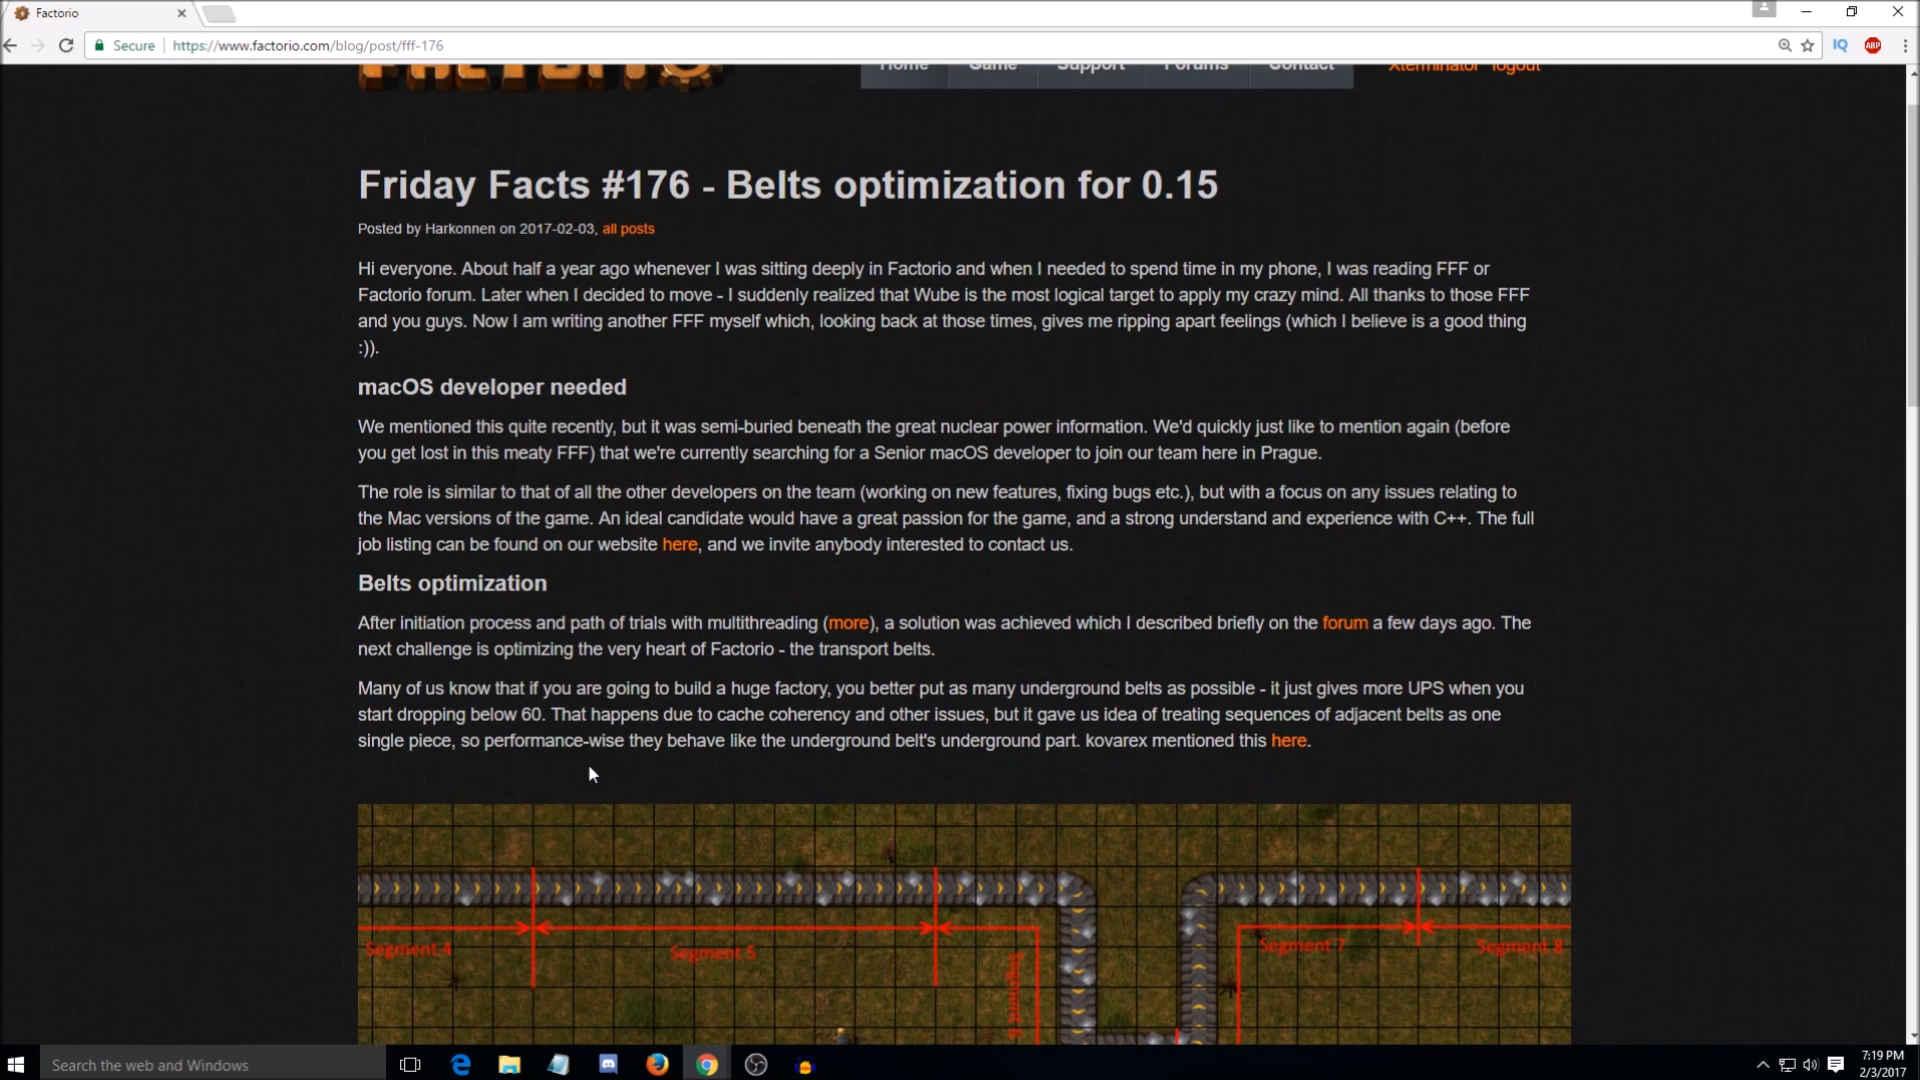 Factorio
Secure
https://www.factorio.com/blog/post/fff-176
IQ
ABP
FACTORIO
Home Game Support Forums Contact Xterminator logout
Friday Facts #176 - Belts optimization for 0.15
Posted by Harkonnen on 2017-02-03, all posts
Hi everyone. About half a year ago whenever I was sitting deeply in Factorio and when I needed to spend time in my phone, I was reading FFF or
Factorio forum. Later when I decided to move - I suddenly realized that Wube is the most logical target to apply my crazy mind. All thanks to those FFF
and you guys. Now I am writing another FFF myself which, looking back at those times, gives me ripping apart feelings (which I believe is a good thing
:)).
macOS developer needed
We mentioned this quite recently, but it was semi-buried beneath the great nuclear power information. We'd quickly just like to mention again (before
you get lost in this meaty FFF) that we're currently searching for a Senior macOS developer to join our team here in Prague.
The role is similar to that of all the other developers on the team (working on new features, fixing bugs etc.), but with a focus on any issues relating to
the Mac versions of the game. An ideal candidate would have a great passion for the game, and a strong understand and experience with C++. The full
job listing can be found on our website here, and we invite anybody interested to contact us.
Belts optimization
After initiation process and path of trials with multithreading (more), a solution was achieved which I described briefly on the forum a few days ago. The
next challenge is optimizing the very heart of Factorio - the transport belts.
Many of us know that if you are going to build a huge factory, you better put as many underground belts as possible - it just gives more UPS when you
start dropping below 60. That happens due to cache coherency and other issues, but it gave us idea of treating sequences of adjacent belts as one
single piece, so performance-wise they behave like the underground belt's underground part. kovarex mentioned this here.
Segment 4
Segment 5
Segment 6
Segment 7
Segment 8
Search the web and Windows
7:19 PM
2/3/2017